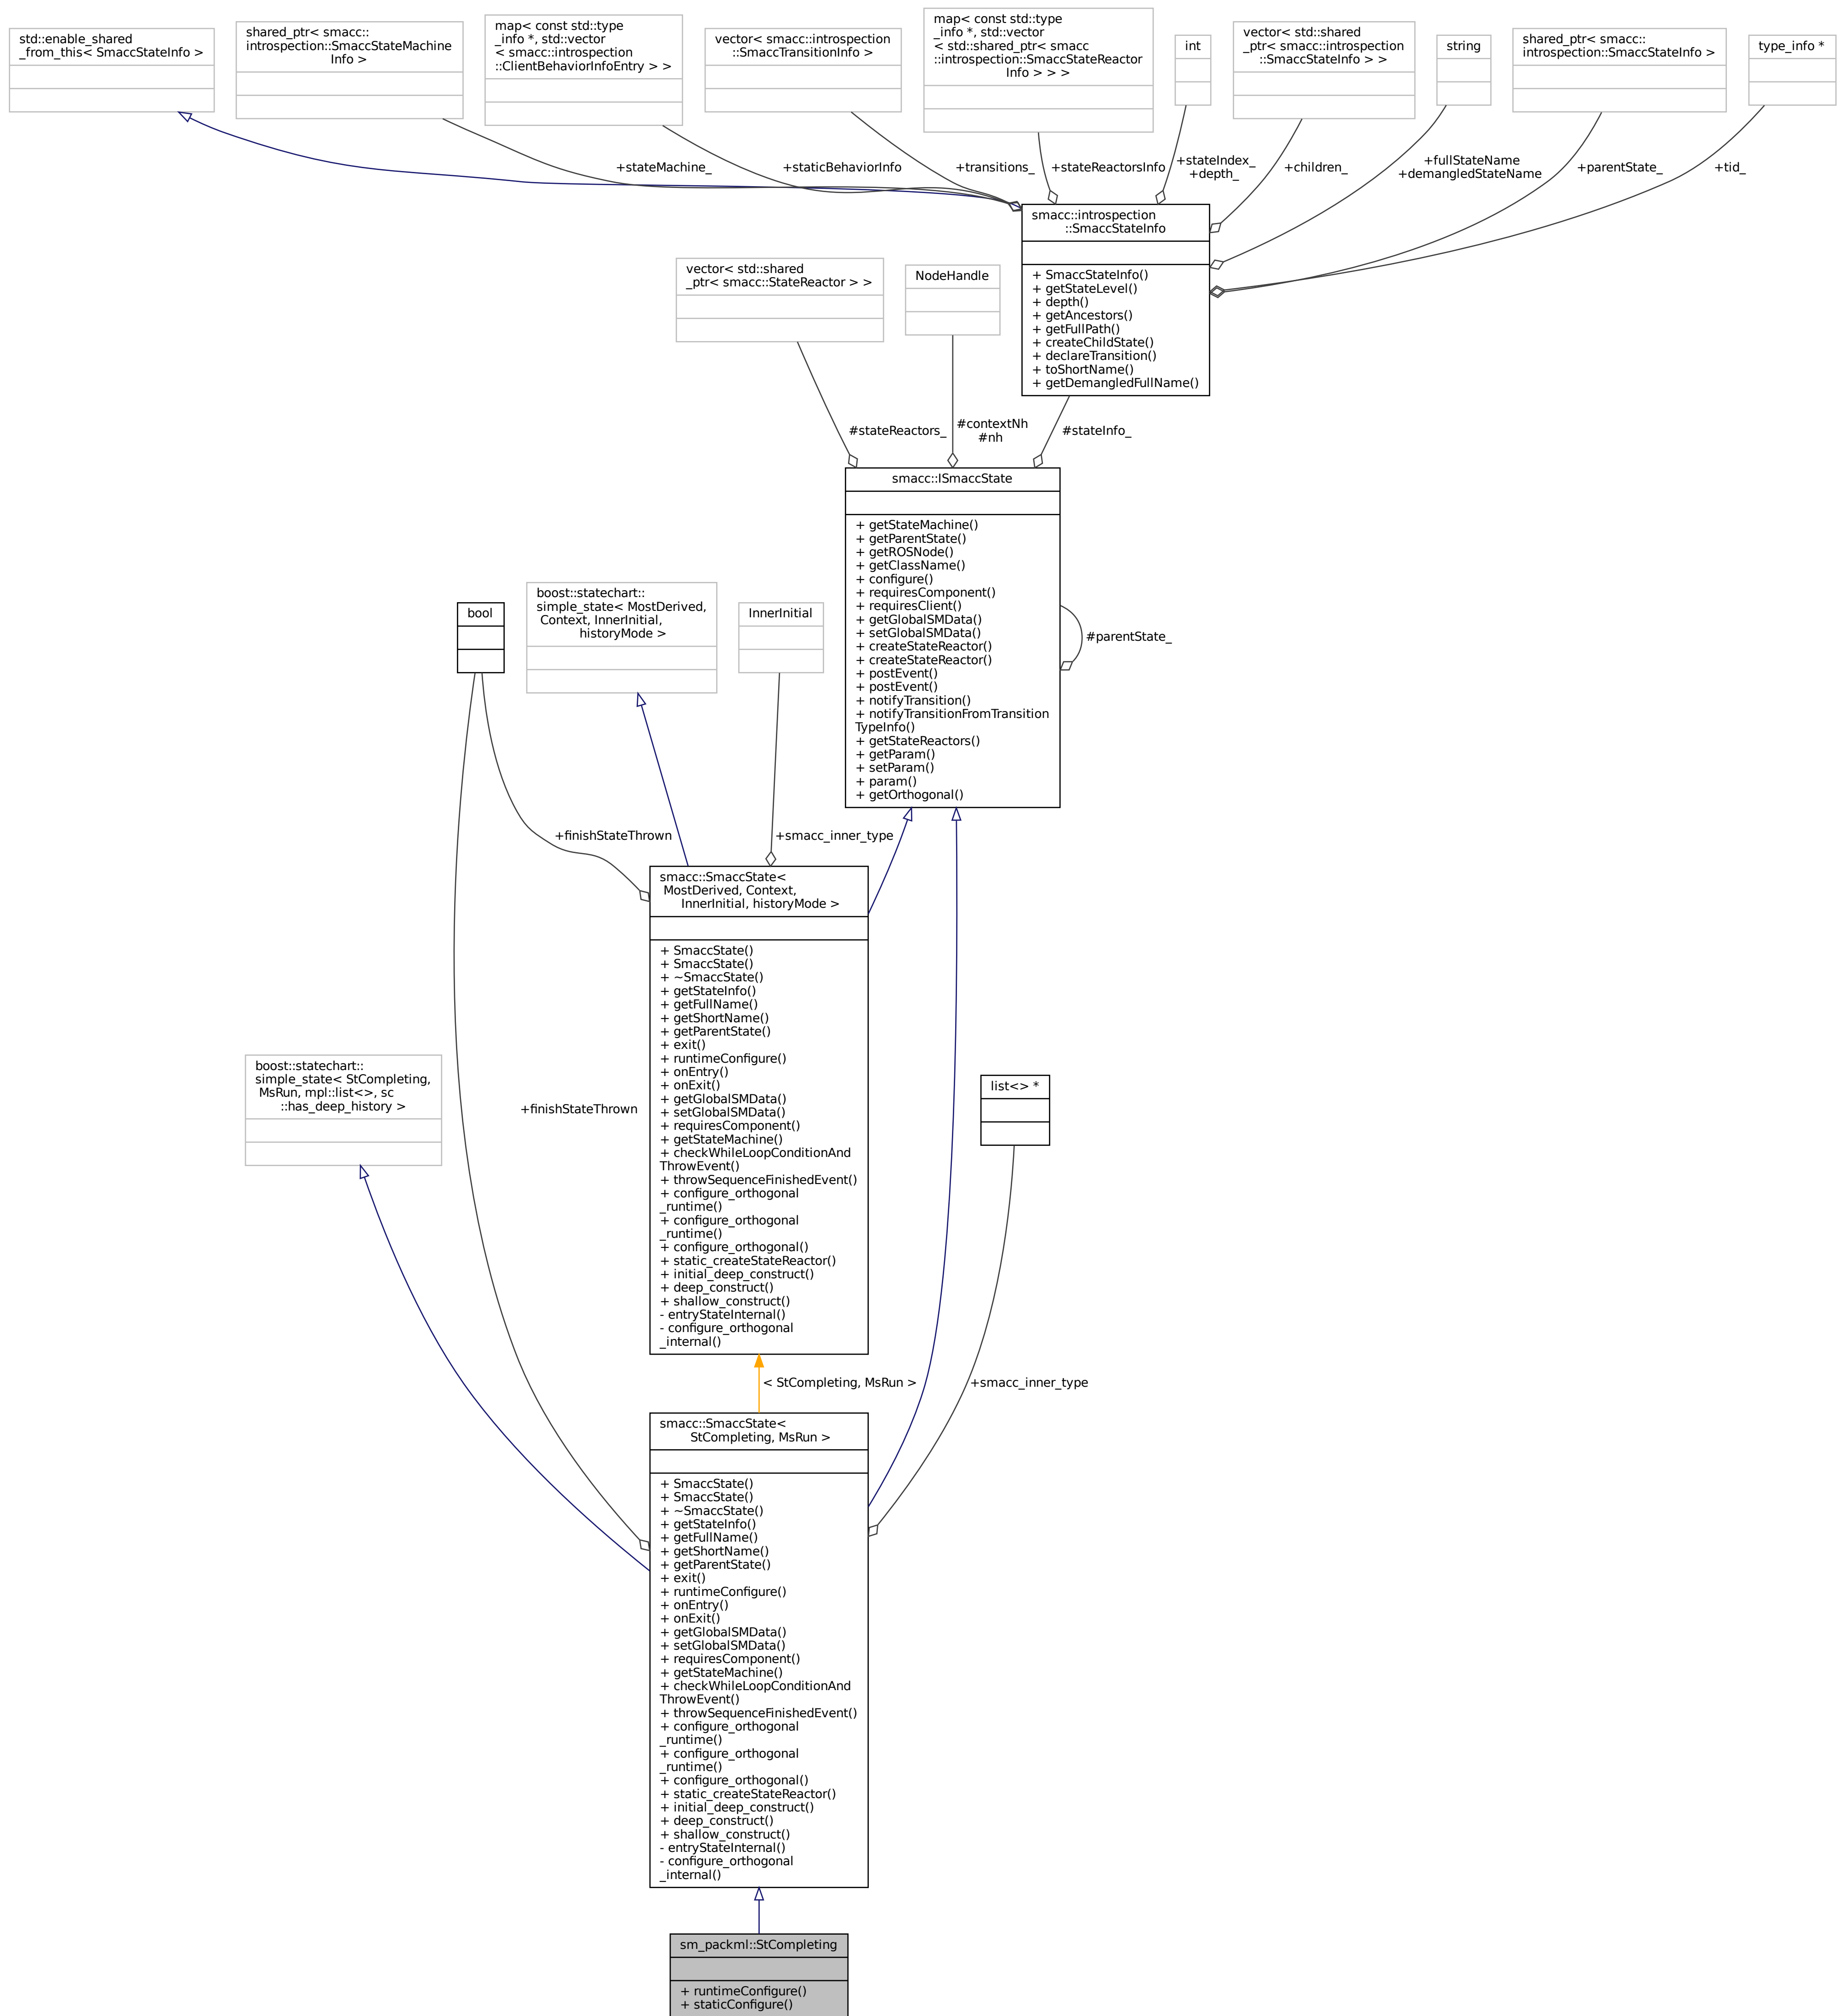 std::enable_shared
_from_this< SmaccStateInfo >
shared_ptr< smacc::
introspection::SmaccStateMachine
Info >
map< const std::type
_info *, std::vector
< smacc::introspection
::ClientBehaviorInfoEntry > >
vector< smacc::introspection
::SmaccTransitionInfo >
map< const std::type
_info *, std::vector
< std::shared_ptr< smacc
::introspection::SmaccStateReactor
Info > > >
int
vector< std::shared
_ptr< smacc::introspection
::SmaccStateInfo > >
string
shared_ptr< smacc::
introspection::SmaccStateInfo >
type_info *
+stateMachine_
+staticBehaviorInfo
+transitions_
+stateReactorsInfo
+stateIndex_
+depth_
+children_
+fullStateName
+demangledStateName
+parentState_
+tid_
smacc::introspection
::SmaccStateInfo
+ SmaccStateInfo()
+ getStateLevel()
+ depth()
+ getAncestors()
+ getFullPath()
+ createChildState()
+ declareTransition()
+ toShortName()
+ getDemangledFullName()
vector< std::shared
_ptr< smacc::StateReactor > >
NodeHandle
#stateReactors_
#contextNh
#nh
#stateInfo_
smacc::ISmaccState
+ getStateMachine()
+ getParentState()
+ getROSNode()
+ getClassName()
+ configure()
+ requiresComponent()
+ requiresClient()
+ getGlobalSMData()
+ setGlobalSMData()
+ createStateReactor()
+ createStateReactor()
+ postEvent()
+ postEvent()
+ notifyTransition()
+ notifyTransitionFromTransition
TypeInfo()
+ getStateReactors()
+ getParam()
+ setParam()
+ param()
+ getOrthogonal()
#parentState_
bool
boost::statechart::
simple_state< MostDerived,
Context, InnerInitial,
historyMode >
InnerInitial
+finishStateThrown
+smacc_inner_type
smacc::SmaccState<
MostDerived, Context,
InnerInitial, historyMode >
+ SmaccState()
+ SmaccState()
+ ~SmaccState()
+ getStateInfo()
+ getFullName()
+ getShortName()
+ getParentState()
+ exit()
+ runtimeConfigure()
+ onEntry()
+ onExit()
+ getGlobalSMData()
+ setGlobalSMData()
+ requiresComponent()
+ getStateMachine()
+ checkWhileLoopConditionAnd
ThrowEvent()
+ throwSequenceFinishedEvent()
+ configure_orthogonal
_runtime()
+ configure_orthogonal
_runtime()
+ configure_orthogonal()
+ static_createStateReactor()
+ initial_deep_construct()
+ deep_construct()
+ shallow_construct()
- entryStateInternal()
- configure_orthogonal
_internal()
boost::statechart::
simple_state< StCompleting,
MsRun, mpl::list<>, sc
::has_deep_history >
+finishStateThrown
list<> *
< StCompleting, MsRun >
+smacc_inner_type
smacc::SmaccState<
StCompleting, MsRun >
+ SmaccState()
+ SmaccState()
+ ~SmaccState()
+ getStateInfo()
+ getFullName()
+ getShortName()
+ getParentState()
+ exit()
+ runtimeConfigure()
+ onEntry()
+ onExit()
+ getGlobalSMData()
+ setGlobalSMData()
+ requiresComponent()
+ getStateMachine()
+ checkWhileLoopConditionAnd
ThrowEvent()
+ throwSequenceFinishedEvent()
+ configure_orthogonal
_runtime()
+ configure_orthogonal
_runtime()
+ configure_orthogonal()
+ static_createStateReactor()
+ initial_deep_construct()
+ deep_construct()
+ shallow_construct()
- entryStateInternal()
- configure_orthogonal
_internal()
sm_packml::StCompleting
+ runtimeConfigure()
+ staticConfigure()